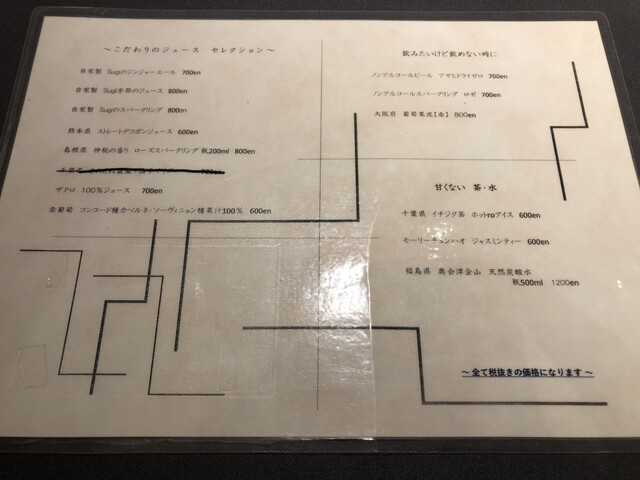 ～こだわりのジュース セレクション～
自家製 Sugiのジンジャーエール 700en
自家製 Sugi季節のジュース 800en
自家製 Sugiのスパークリング 800en
熊本県 ストレートデコポンジュース 600en
島根県 神秘の香り ローズスパークリング 瓶200ml 800en
千葉県
ザアロ 100％ジュース 700en
赤葡萄 コンコード種カベルネ・ソーヴィニョン種果汁100％ 600en
飲みたいけど飲めない時に
ノンアルコールビール アサヒドライゼロ 700en
ノンアルコールスパークリング ロゼ 700en
大阪府 葡萄果皮【赤】 800en
甘くない 茶・水
千葉県 イチジク茶 ホットroアイス 600en
モーリーチュンハオ ジャスミンティー 600en
福島県 奥会津金山 天然炭酸水
瓶500ml 1200en
～全て税抜きの価格になります～